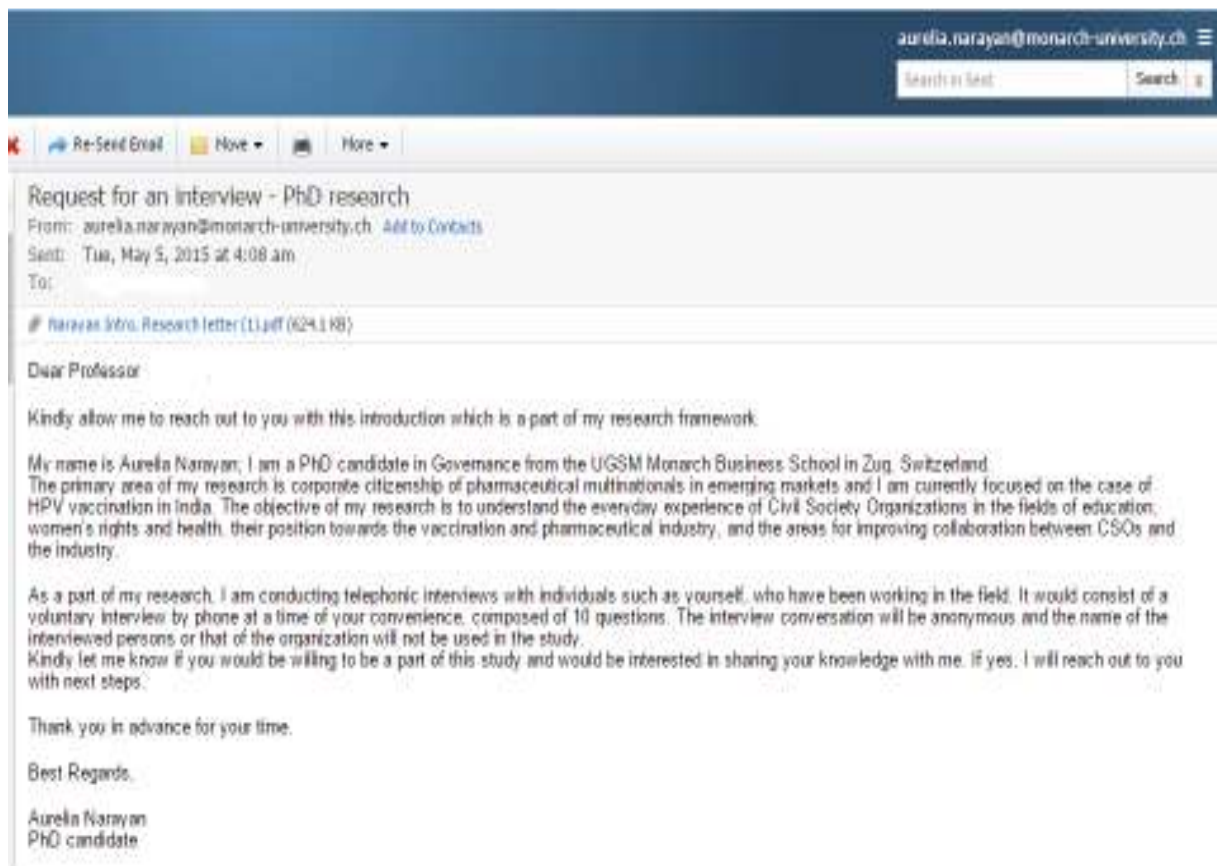 aurelia.narayan@monarch-university.ch
Search in Sent Search
Re-Send Email Move More
Request for an interview - PhD research
From: aurelia.narayan@monarch-university.ch Add to Contacts
Sent: Tue, May 5, 2015 at 4:08 am
To:
Narayan Intro. Research letter (1).pdf (624.1 KB)
Dear Professor
Kindly allow me to reach out to you with this introduction which is a part of my research framework.
My name is Aurelia Narayan; I am a PhD candidate in Governance from the UGSM Monarch Business School in Zug, Switzerland.
The primary area of my research is corporate citizenship of pharmaceutical multinationals in emerging markets and I am currently focused on the case of
HPV vaccination in India. The objective of my research is to understand the everyday experience of Civil Society Organizations in the fields of education,
women's rights and health, their position towards the vaccination and pharmaceutical industry, and the areas for improving collaboration between CSOs and
the industry.
As a part of my research, I am conducting telephonic interviews with individuals such as yourself, who have been working in the field. It would consist of a
voluntary interview by phone at a time of your convenience, composed of 10 questions. The interview conversation will be anonymous and the name of the
interviewed persons or that of the organization will not be used in the study.
Kindly let me know if you would be willing to be a part of this study and would be interested in sharing your knowledge with me. If yes, I will reach out to you
with next steps.
Thank you in advance for your time.
Best Regards,
Aurelia Narayan
PhD candidate